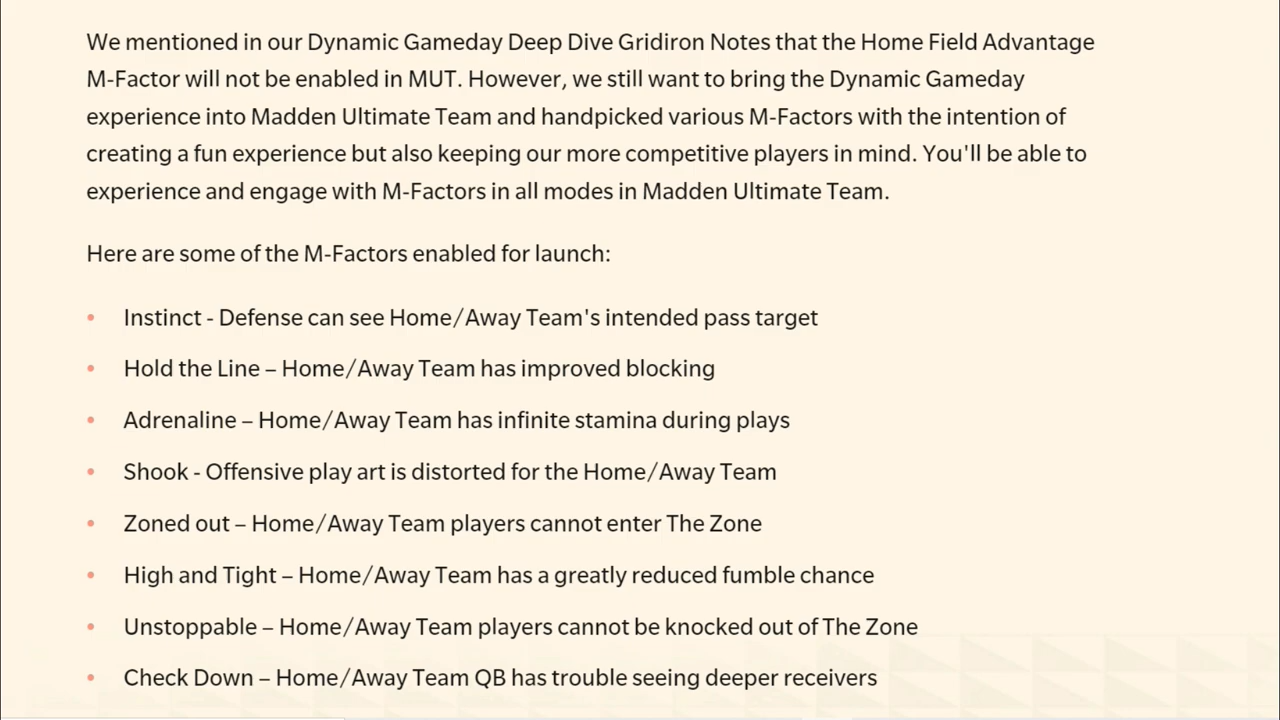 We mentioned in our Dynamic Gameday Deep Dive Gridiron Notes that the Home Field Advantage
M-Factor will not be enabled in MUT. However, we still want to bring the Dynamic Gameday
experience into Madden Ultimate Team and handpicked various M-Factors with the intention of
creating a fun experience but also keeping our more competitive players in mind. You'll be able to
experience and engage with M-Factors in all modes in Madden Ultimate Team.
Here are some of the M-Factors enabled for launch:
• Instinct - Defense can see Home/Away Team's intended pass target
• Hold the Line – Home/Away Team has improved blocking
• Adrenaline – Home/Away Team has infinite stamina during plays
• Shook - Offensive play art is distorted for the Home/Away Team
• Zoned out – Home/Away Team players cannot enter The Zone
• High and Tight – Home/Away Team has a greatly reduced fumble chance
• Unstoppable – Home/Away Team players cannot be knocked out of The Zone
• Check Down – Home/Away Team QB has trouble seeing deeper receivers